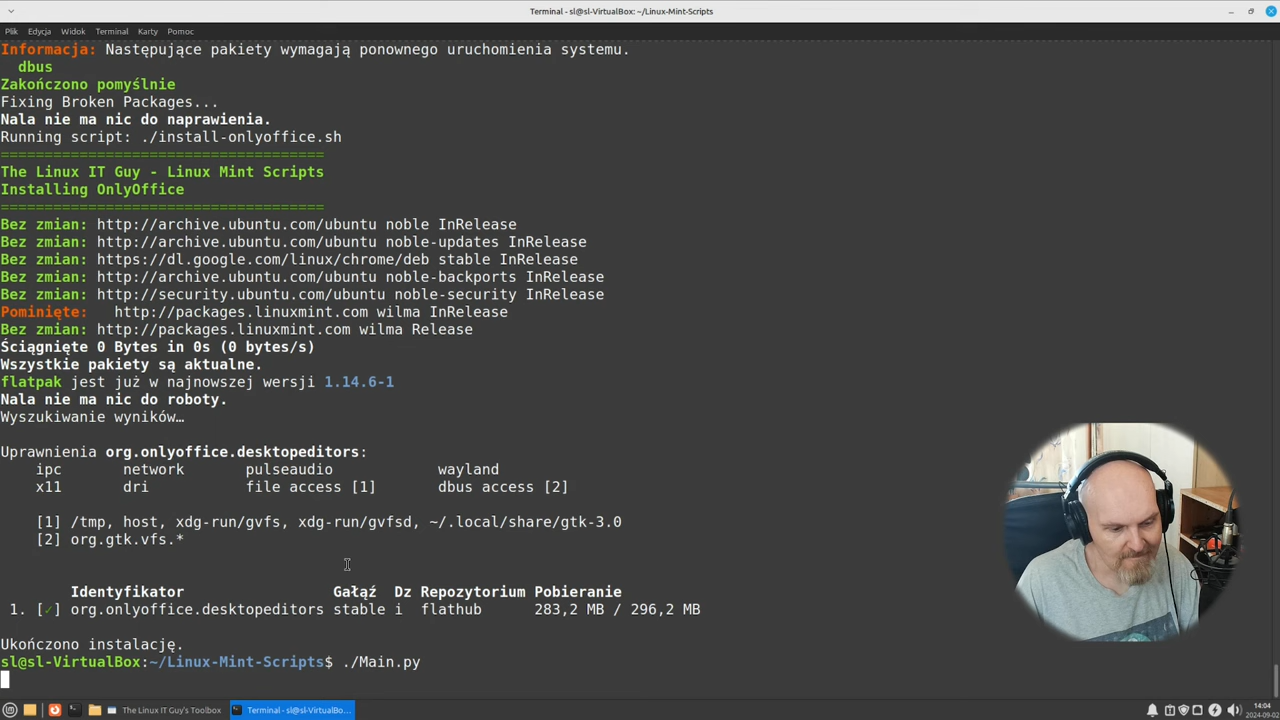 Terminal - sl@sl-VirtualBox: ~/Linux-Mint-Scripts
Plik Edycja Widok Terminal Karty Pomoc
Informacja: Następujące pakiety wymagają ponownego uruchomienia systemu.
dbus
Zakończono pomyślnie
Fixing Broken Packages...
Nala nie ma nic do naprawienia.
Running script: ./install-onlyoffice.sh
=====================================
The Linux IT Guy - Linux Mint Scripts
Installing OnlyOffice
=====================================
Bez zmian: http://archive.ubuntu.com/ubuntu noble InRelease
Bez zmian: http://archive.ubuntu.com/ubuntu noble-updates InRelease
Bez zmian: https://dl.google.com/linux/chrome/deb stable InRelease
Bez zmian: http://archive.ubuntu.com/ubuntu noble-backports InRelease
Bez zmian: http://security.ubuntu.com/ubuntu noble-security InRelease
Pominięte: http://packages.linuxmint.com wilma InRelease
Bez zmian: http://packages.linuxmint.com wilma Release
Ściągnięte 0 Bytes in 0s (0 bytes/s)
Wszystkie pakiety są aktualne.
flatpak jest już w najnowszej wersji 1.14.6-1
Nala nie ma nic do roboty.
Wyszukiwanie wyników…
Uprawnienia org.onlyoffice.desktopeditors:
ipc network pulseaudio wayland
x11 dri file access [1] dbus access [2]
[1] /tmp, host, xdg-run/gvfs, xdg-run/gvfsd, ~/.local/share/gtk-3.0
[2] org.gtk.vfs.*
Identyfikator Gałąź Dz Repozytorium Pobieranie
1. [✓] org.onlyoffice.desktopeditors stable i flathub 283,2 MB / 296,2 MB
Ukończono instalację.
sl@sl-VirtualBox:~/Linux-Mint-Scripts$ ./Main.py
The Linux IT Guy's Toolbox
Terminal - sl@sl-VirtualBo...
14:04
2024-09-02